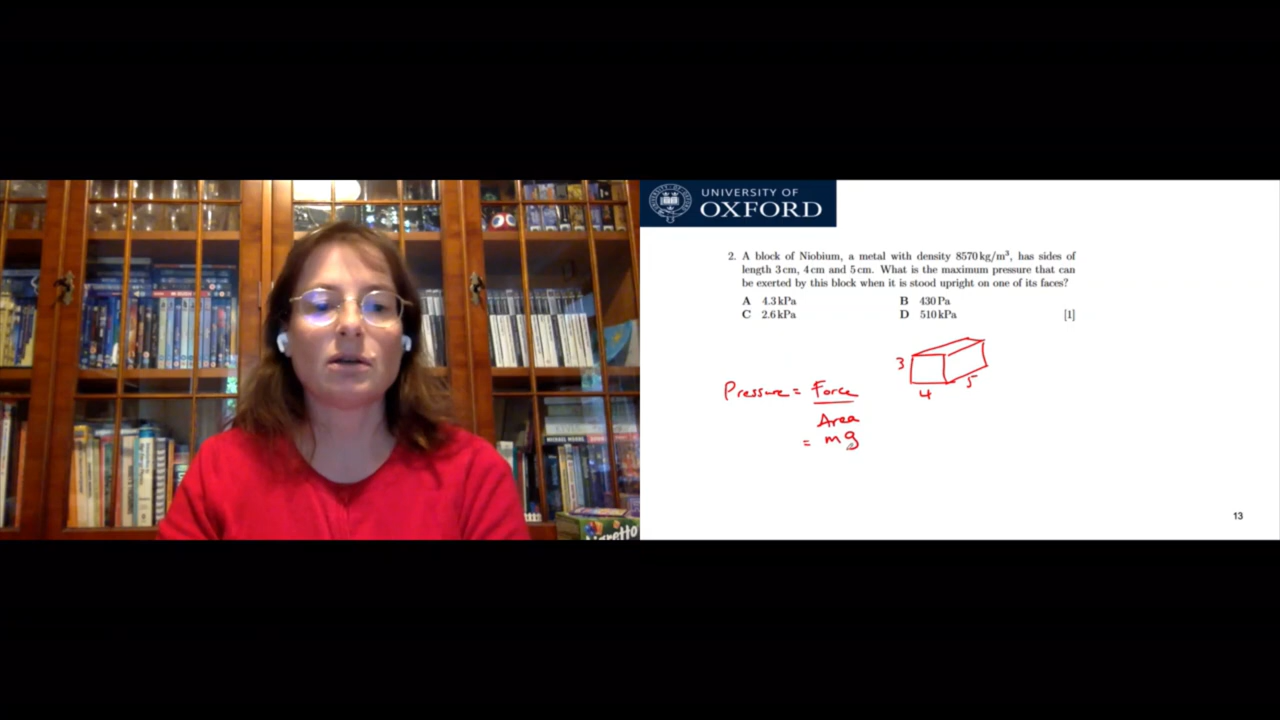 UNIVERSITY OF
OXFORD
2. A block of Niobium, a metal with density 8570 kg/m³, has sides of
length 3 cm, 4 cm and 5 cm. What is the maximum pressure that can
be exerted by this block when it is stood upright on one of its faces?
A 4.3 kPa B 430 Pa
C 2.6 kPa D 510 kPa [1]
3
4
5
Pressure = Force
Area
= mg
13